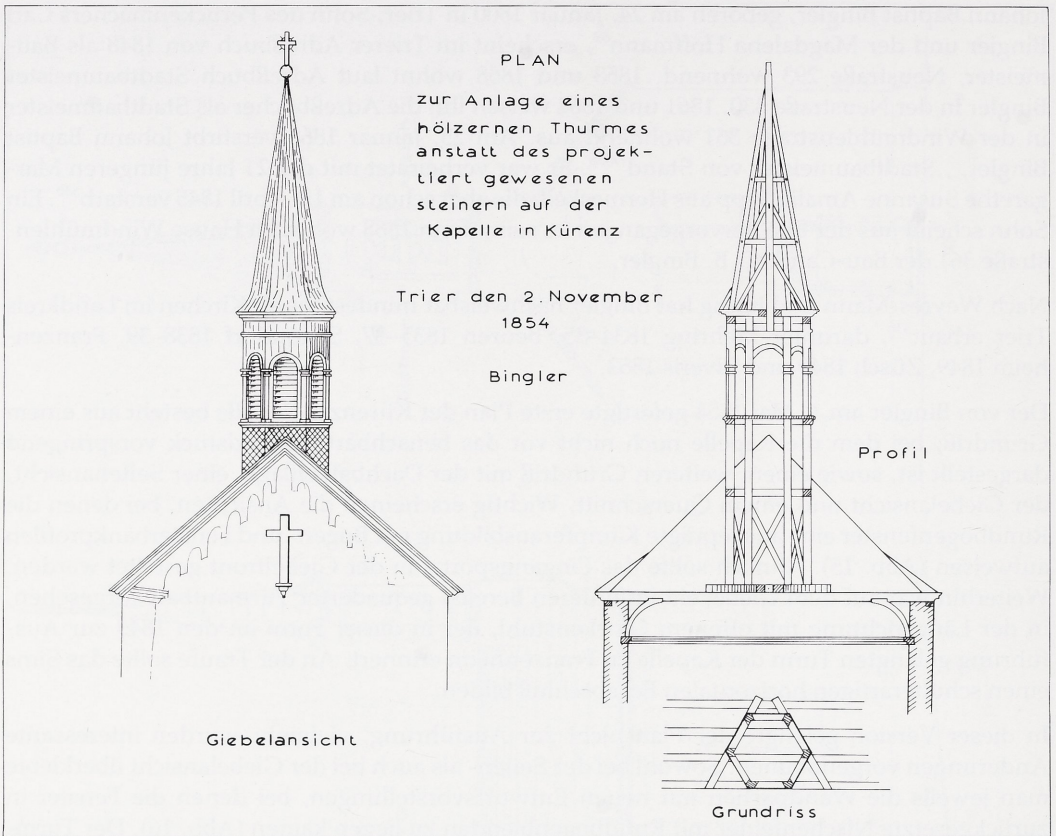 PLAN
zur Anlage eines
hölzernen Thurmes
anstatt des projek-
tiert gewesenen
steinern auf der
Kapelle in Kürenz
Trier den 2. November
1854
Bingler
Profil
Giebelansicht
Grundriss